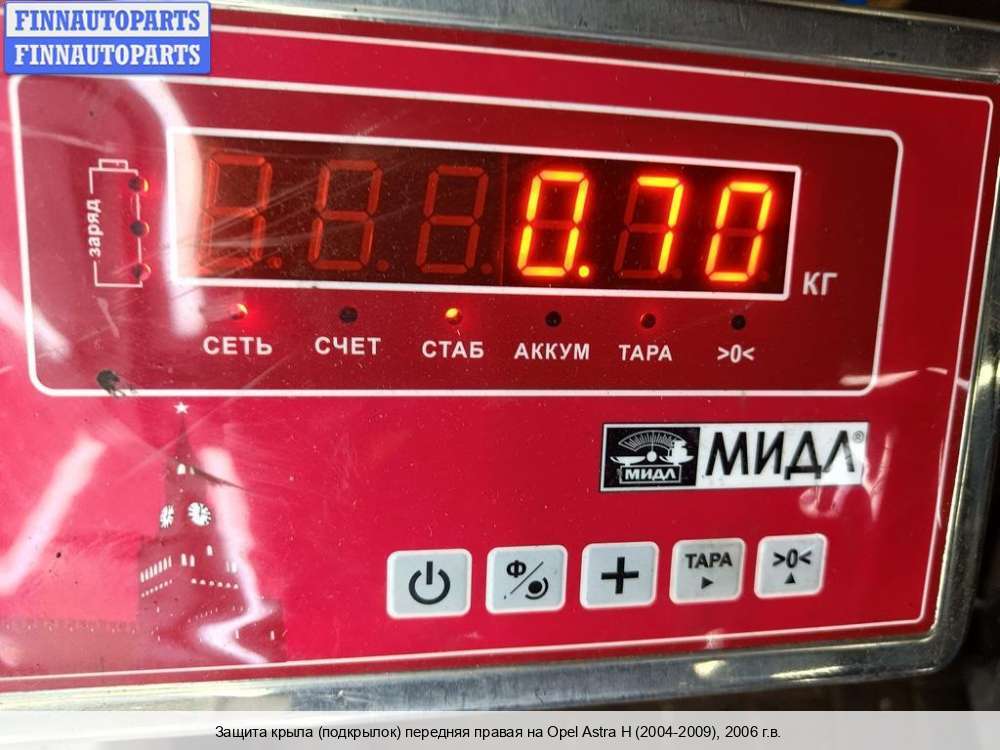 FINNAUTOPARTS
FINNAUTOPARTS
заряд
0.70
КГ
СЕТЬ СЧЕТ СТАБ АККУМ ТАРА >0<
МИДЛ МИДЛ®
Ф ТАРА >0<
Защита крыла (подкрылок) передняя правая на Opel Astra H (2004-2009), 2006 г.в.